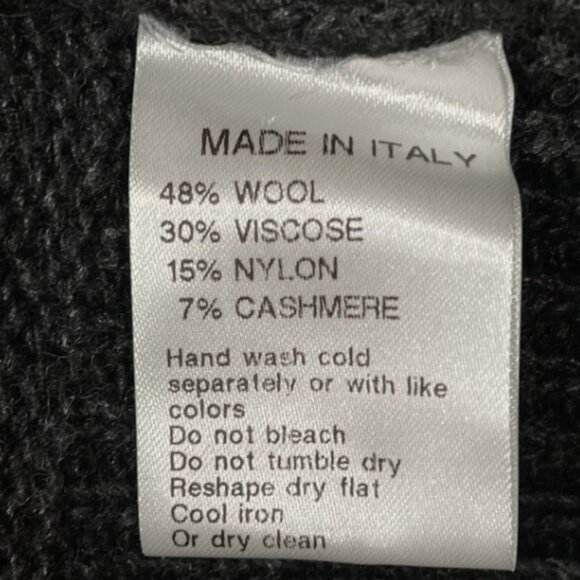 MADE IN ITALY
48% WOOL
30% VISCOSE
15% NYLON
7% CASHMERE
Hand wash cold
separately or with like
colors
Do not bleach
Do not tumble dry
Reshape dry flat
Cool iron
Or dry clean